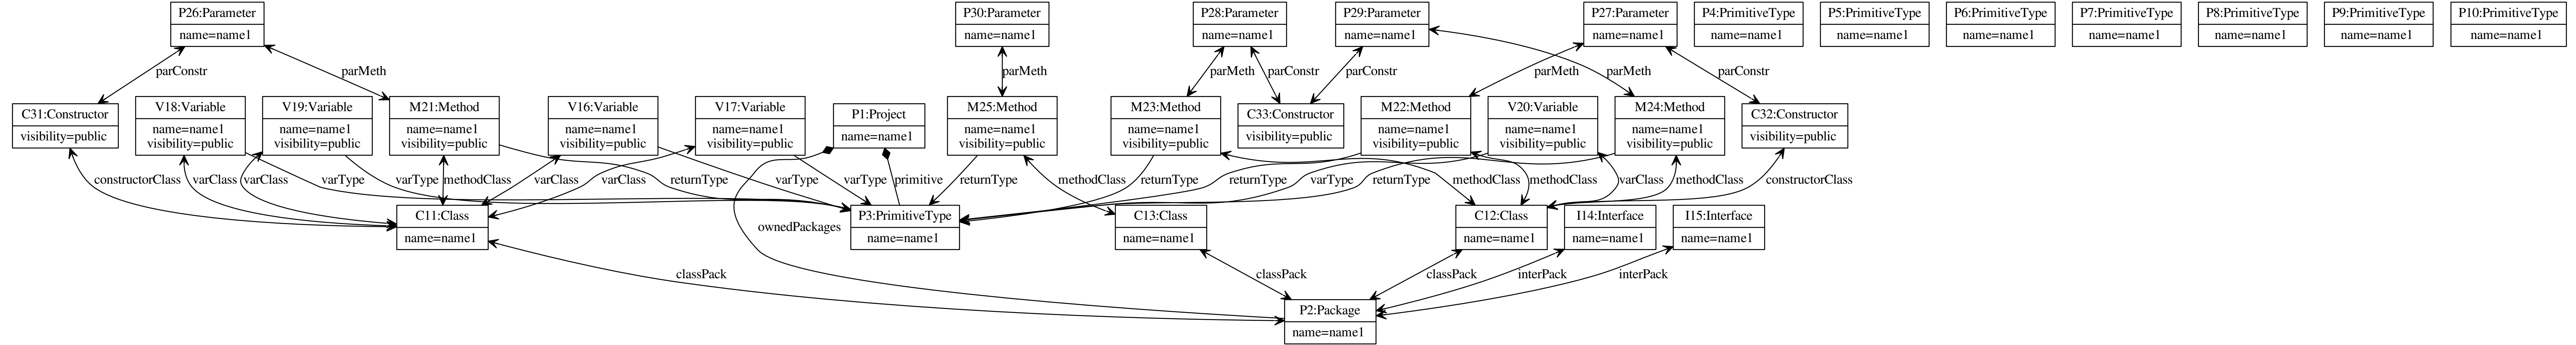 P26:Parameter
name=name1
P30:Parameter
name=name1
P28:Parameter
name=name1
P29:Parameter
name=name1
P27:Parameter
name=name1
P4:PrimitiveType
name=name1
P5:PrimitiveType
name=name1
P6:PrimitiveType
name=name1
P7:PrimitiveType
name=name1
P8:PrimitiveType
name=name1
P9:PrimitiveType
name=name1
P10:PrimitiveType
name=name1
parConstr
parMeth
parMeth
parMeth
parConstr
parConstr
parMeth
parMeth
parConstr
C31:Constructor
visibility=public
V18:Variable
name=name1
visibility=public
V19:Variable
name=name1
visibility=public
M21:Method
name=name1
visibility=public
V16:Variable
name=name1
visibility=public
V17:Variable
name=name1
visibility=public
P1:Project
name=name1
M25:Method
name=name1
visibility=public
M23:Method
name=name1
visibility=public
C33:Constructor
visibility=public
M22:Method
name=name1
visibility=public
V20:Variable
name=name1
visibility=public
M24:Method
name=name1
visibility=public
C32:Constructor
visibility=public
constructorClass
varClass
varClass
varType
varType
methodClass
varClass
varClass
returnType
varType
varType
primitive
returnType
methodClass
returnType
returnType
varType
returnType
methodClass
methodClass
varClass
methodClass
constructorClass
C11:Class
name=name1
ownedPackages
P3:PrimitiveType
name=name1
C13:Class
name=name1
C12:Class
name=name1
I14:Interface
name=name1
I15:Interface
name=name1
classPack
classPack
classPack
interPack
interPack
P2:Package
name=name1